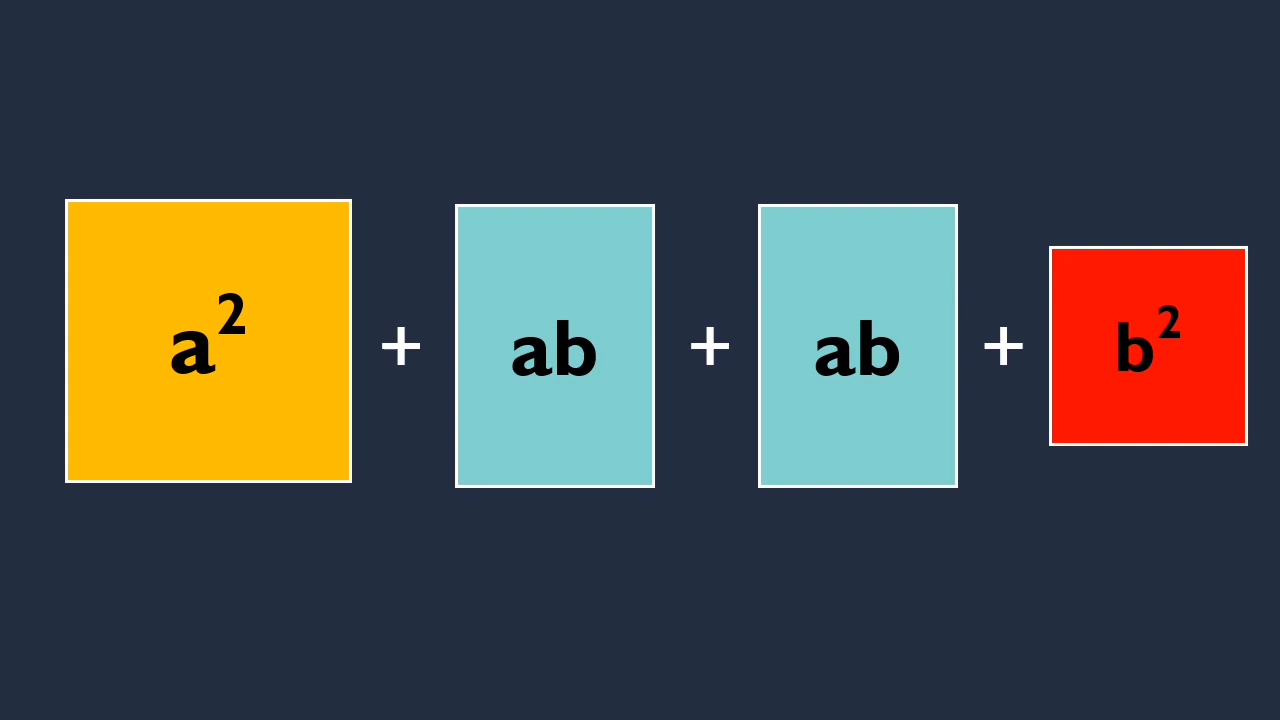 a² + ab + ab + b²